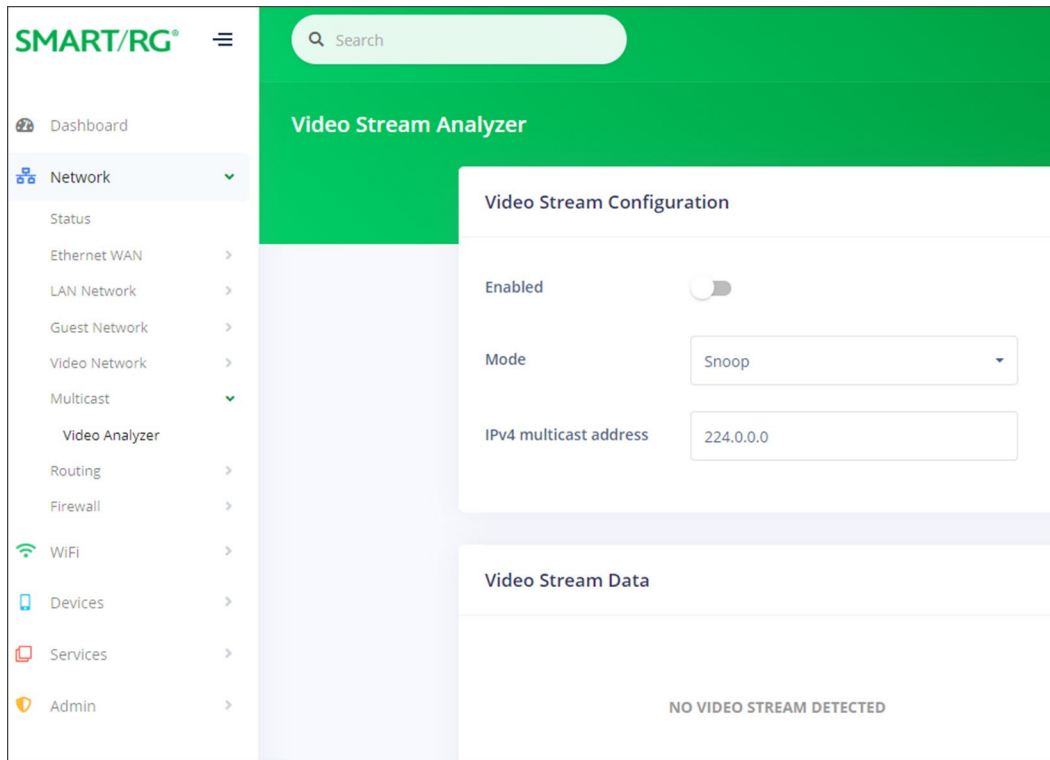 SMART/RG®
Search
Dashboard
Video Stream Analyzer
Network
Status
Ethernet WAN
LAN Network
Guest Network
Video Network
Multicast
Video Analyzer
Routing
Firewall
WiFi
Devices
Services
Admin
Video Stream Configuration
Enabled
Mode
Snoop
IPv4 multicast address
224.0.0.0
Video Stream Data
NO VIDEO STREAM DETECTED